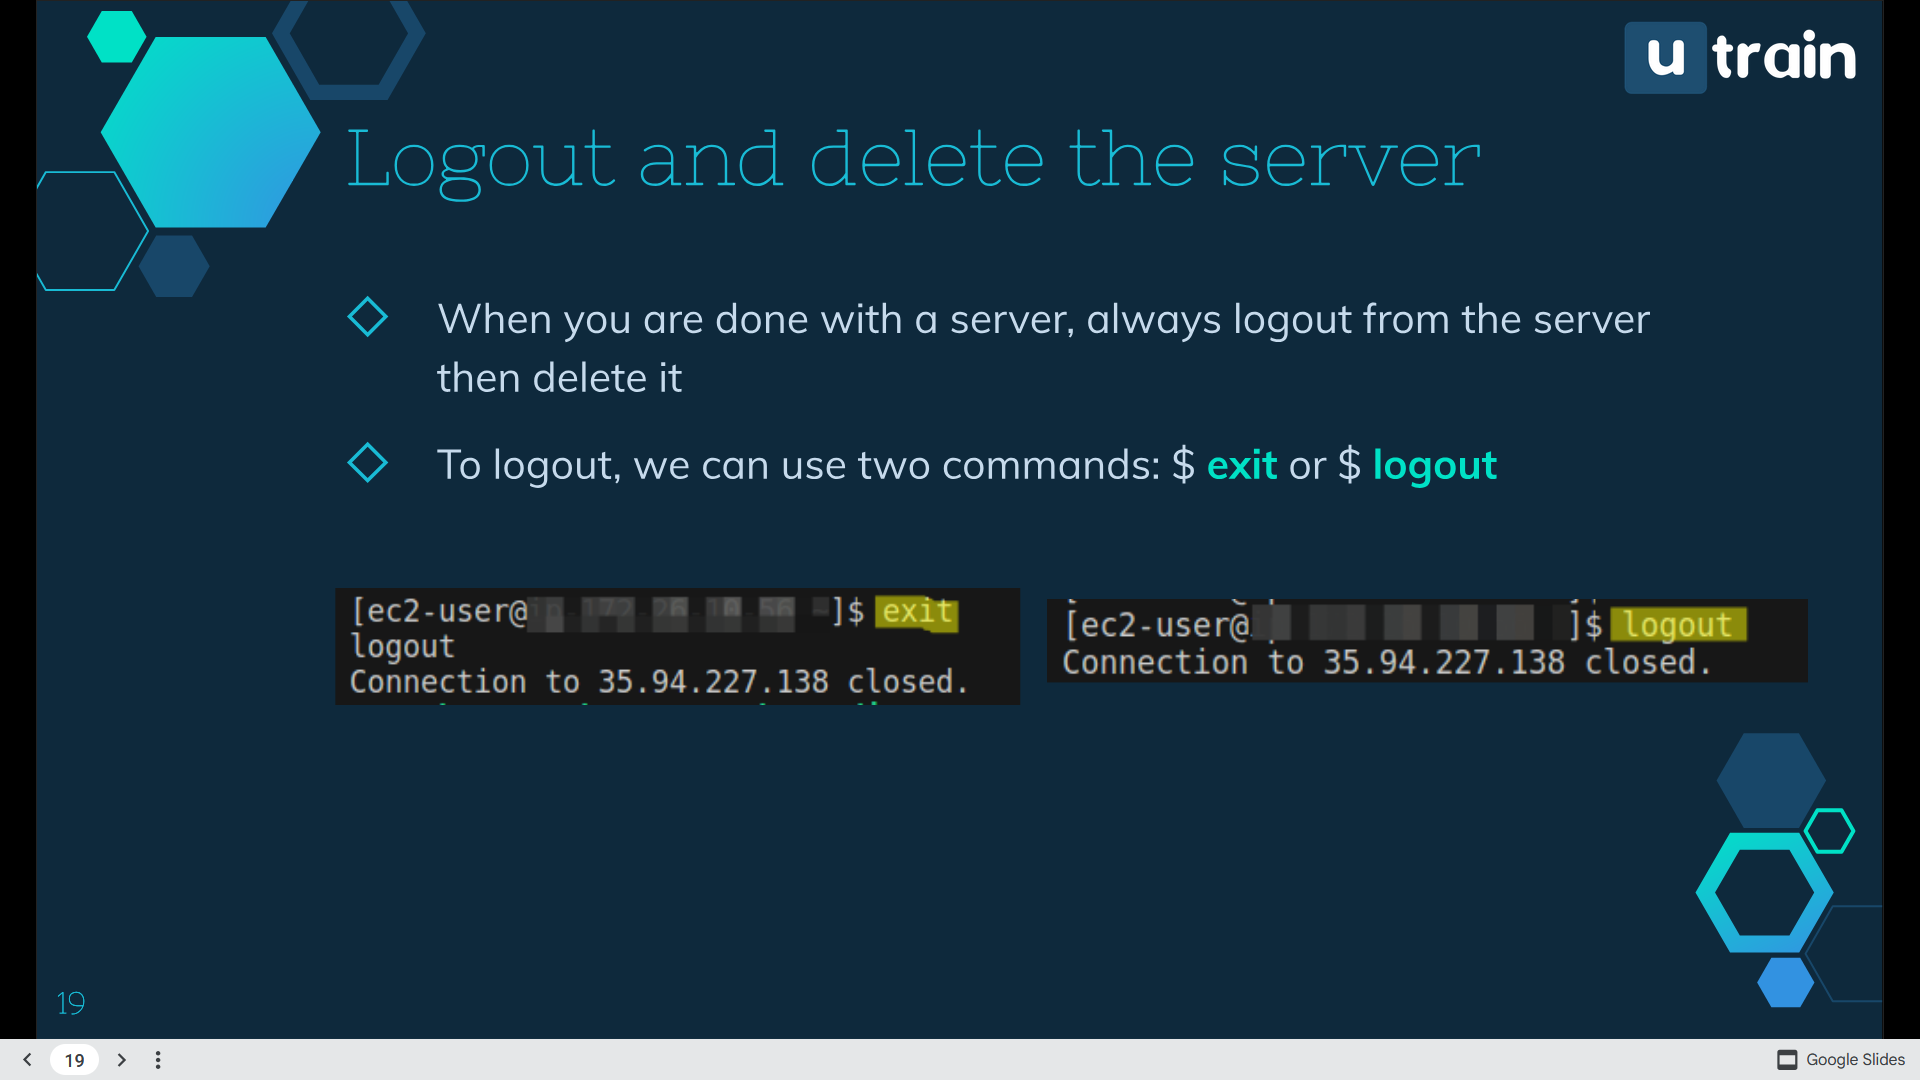 u train
Logout and delete the server
When you are done with a server, always logout from the server
then delete it
To logout, we can use two commands: $ exit or $ logout
[ec2-user@ ~]$ exit
logout
Connection to 35.94.227.138 closed.
[ec2-user@ ]$ logout
Connection to 35.94.227.138 closed.
19
19
Google Slides